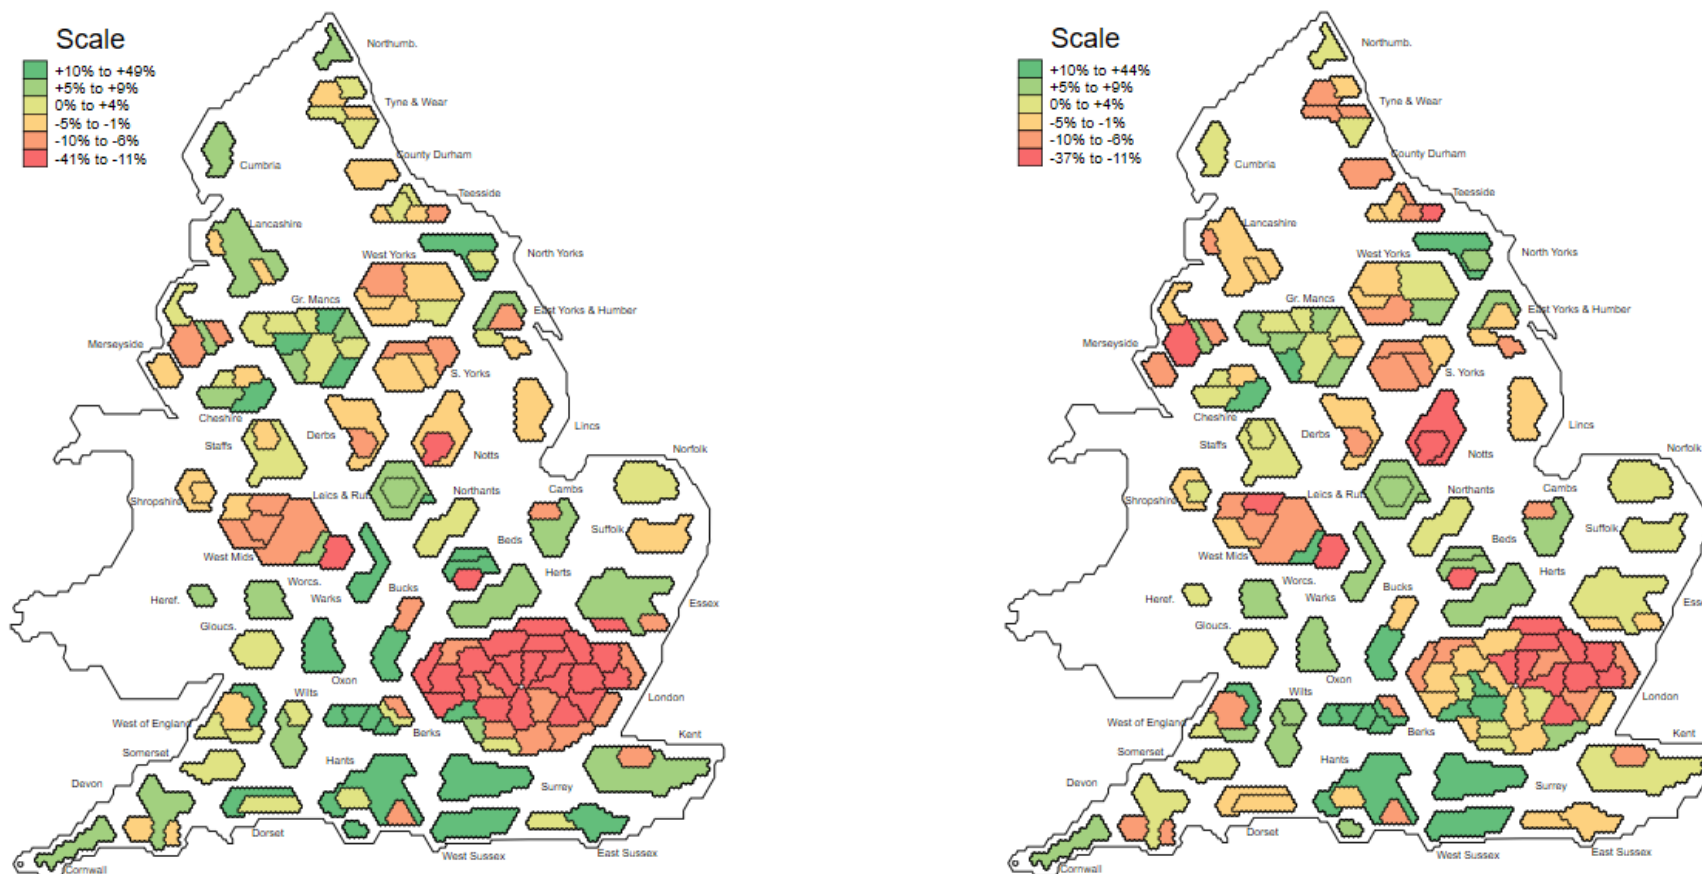 Scale
+10% to +49%
+5% to +9%
0% to +4%
-5% to -1%
-10% to -6%
-41% to -11%
Northumb.
Tyne & Wear
County Durham
Cumbria
Teesside
Lancashire
North Yorks
West Yorks
Gr. Mancs
East Yorks & Humber
Merseyside
S. Yorks
Cheshire
Staffs
Derbs
Notts
Lincs
Norfolk
Shropshire
Leics & Rut
Northants
Cambs
Suffolk
West Mids
Beds
Herts
Worcs.
Warks
Bucks
Heref.
Essex
Gloucs.
Oxon
Wilts
London
West of England
Berks
Kent
Somerset
Hants
Devon
Surrey
Dorset
West Sussex
East Sussex
Cornwall
Scale
+10% to +44%
+5% to +9%
0% to +4%
-5% to -1%
-10% to -6%
-37% to -11%
Northumb.
Tyne & Wear
County Durham
Cumbria
Teesside
Lancashire
North Yorks
West Yorks
Gr. Mancs
East Yorks & Humber
Merseyside
S. Yorks
Cheshire
Staffs
Derbs
Notts
Lincs
Norfolk
Shropshire
Leics & Rut
Northants
Cambs
Suffolk
West Mids
Beds
Herts
Worcs.
Warks
Bucks
Heref.
Ess
Gloucs.
Oxon
Wilts
London
West of England
Berks
Kent
Somerset
Hants
Devon
Surrey
Dorset
West Sussex
East Sussex
Cornwall